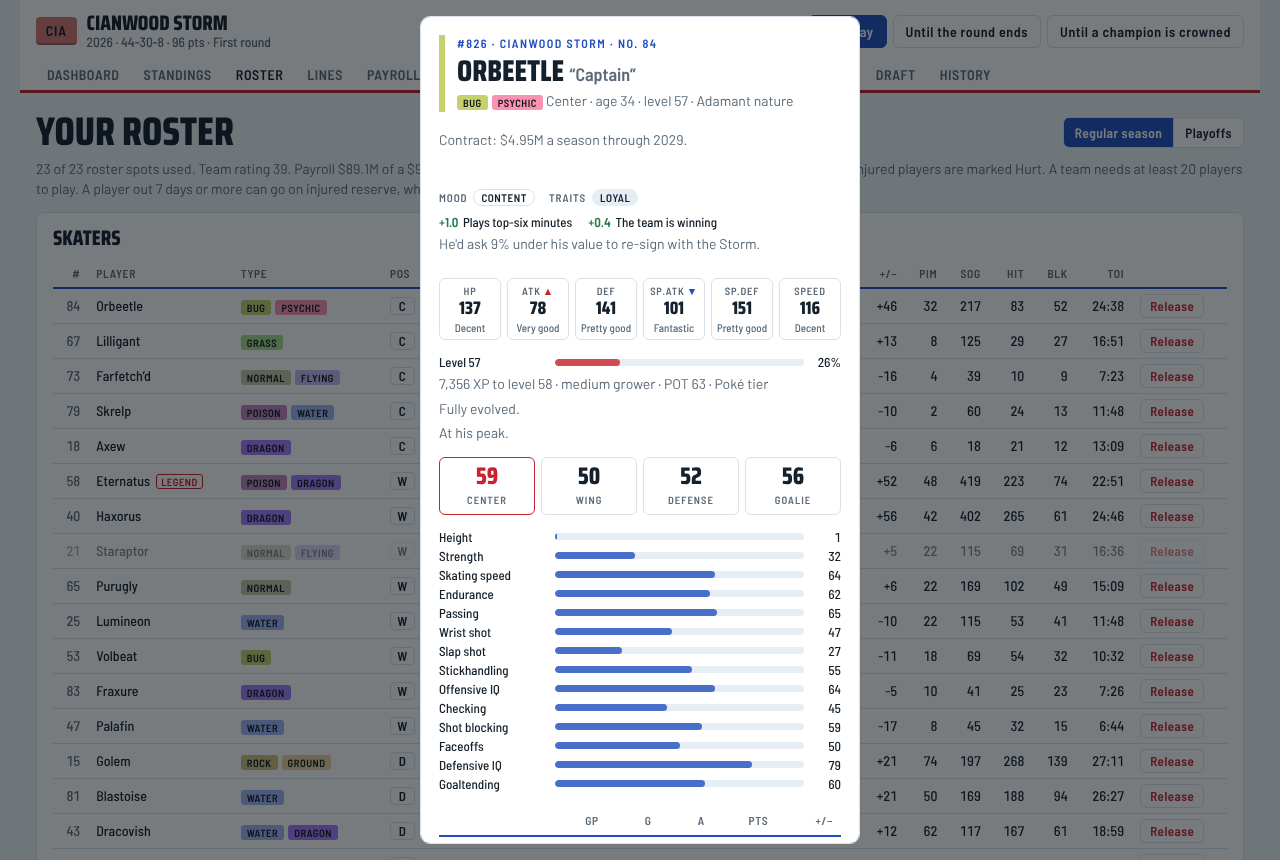 CIA
CIANWOOD STORM
2026 · 44-30-8 · 96 pts · First round
Until the round ends
Until a champion is crowned
DASHBOARD STANDINGS ROSTER LINES PAYROLL DRAFT HISTORY
YOUR ROSTER
Regular season Playoffs
23 of 23 roster spots used. Team rating 39. Payroll $89.1M of a
injured players are marked Hurt. A team needs at least 20 players
to play. A player out 7 days or more can go on injured reserve,
SKATERS
# PLAYER TYPE POS +/− PIM SOG HIT BLK TOI
84 Orbeetle BUG PSYCHIC C +46 32 217 83 52 24:38 Release
67 Lilligant GRASS C +13 8 125 29 27 16:51 Release
73 Farfetch’d NORMAL FLYING C -16 4 39 10 9 7:23 Release
79 Skrelp POISON WATER C -10 2 60 24 13 11:48 Release
18 Axew DRAGON C -6 6 18 21 12 13:09 Release
58 Eternatus LEGEND POISON DRAGON W +52 48 419 223 74 22:51 Release
40 Haxorus DRAGON W +56 42 402 265 61 24:46 Release
21 Staraptor NORMAL FLYING W +5 22 115 69 31 16:36 Release
65 Purugly NORMAL W +6 22 169 102 49 15:09 Release
25 Lumineon WATER W -10 22 115 53 41 11:48 Release
53 Volbeat BUG W -11 18 69 54 32 10:32 Release
83 Fraxure DRAGON W -5 10 41 25 23 7:26 Release
47 Palafin WATER W -17 8 45 32 15 6:44 Release
15 Golem ROCK GROUND D +21 74 197 268 139 27:11 Release
81 Blastoise WATER D +21 50 169 188 94 26:27 Release
43 Dracovish WATER DRAGON D +12 62 117 167 61 18:59 Release
#826 · CIANWOOD STORM · NO. 84
ORBEETLE “Captain”
BUG PSYCHIC Center · age 34 · level 57 · Adamant nature
Contract: $4.95M a season through 2029.
MOOD CONTENT TRAITS LOYAL
+1.0 Plays top-six minutes +0.4 The team is winning
He'd ask 9% under his value to re-sign with the Storm.
HP ATK ▲ DEF SP.ATK ▼ SP.DEF SPEED
137 78 141 101 151 116
Decent Very good Pretty good Fantastic Pretty good Decent
Level 57 26%
7,356 XP to level 58 · medium grower · POT 63 · Poké tier
Fully evolved.
At his peak.
59 50 52 56
CENTER WING DEFENSE GOALIE
Height 1
Strength 32
Skating speed 64
Endurance 62
Passing 65
Wrist shot 47
Slap shot 27
Stickhandling 55
Offensive IQ 64
Checking 45
Shot blocking 59
Faceoffs 50
Defensive IQ 79
Goaltending 60
GP G A PTS +/−